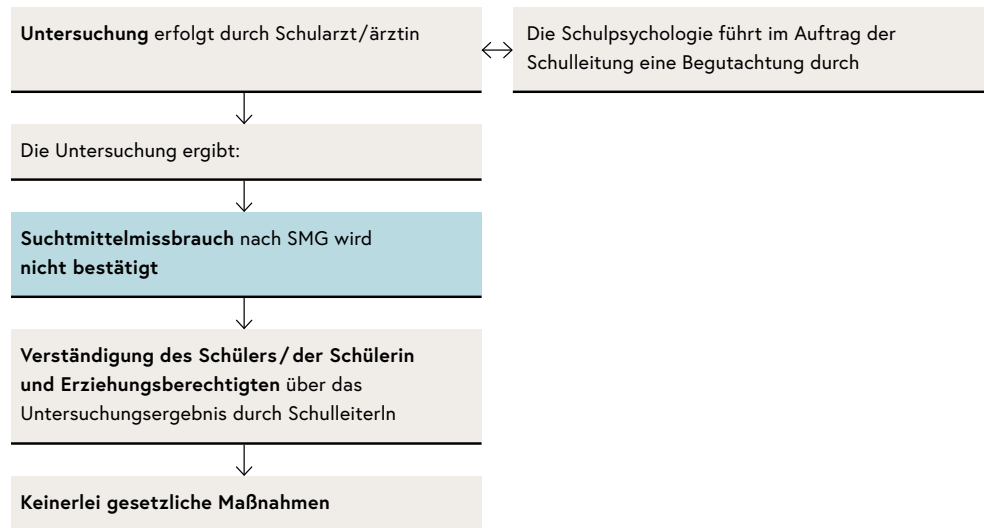 Untersuchung erfolgt durch Schularzt/ärztin
Die Schulpsychologie führt im Auftrag der
Schulleitung eine Begutachtung durch
Die Untersuchung ergibt:
Suchtmittelmissbrauch nach SMG wird
nicht bestätigt
Verständigung des Schülers/der Schülerin
und Erziehungsberechtigten über das
Untersuchungsergebnis durch SchulleiterIn
Keinerlei gesetzliche Maßnahmen